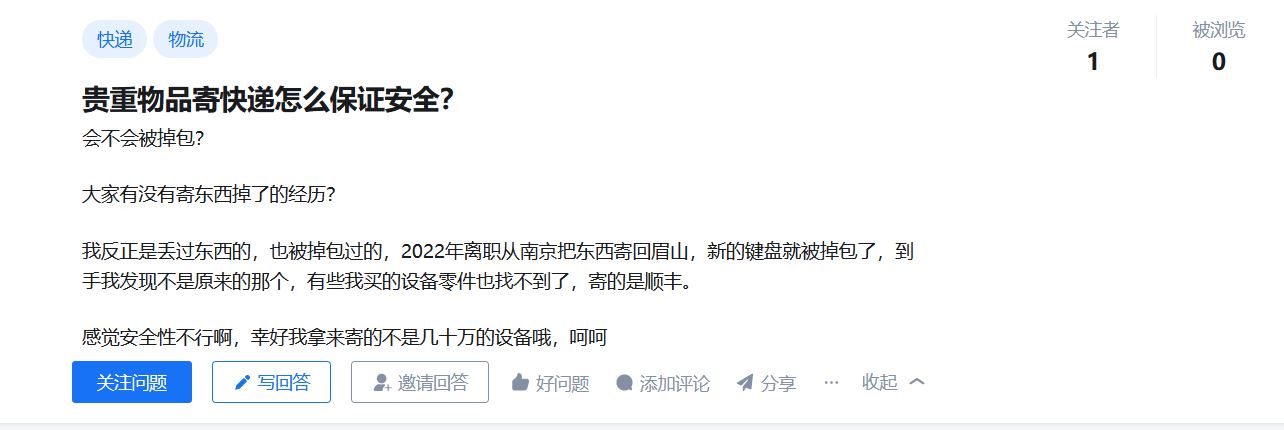 快递 物流
关注者 被浏览
1 0
贵重物品寄快递怎么保证安全？
会不会被掉包？
大家有没有寄东西掉了的经历？
我反正是丢过东西的，也被掉包过的，2022年离职从南京把东西寄回眉山，新的键盘就被掉包了，到
手我发现不是原来的那个，有些我买的设备零件也找不到了，寄的是顺丰。
感觉安全性不行啊，幸好我拿来寄的不是几十万的设备哦，呵呵
关注问题 写回答 邀请回答 好问题 添加评论 分享 ··· 收起